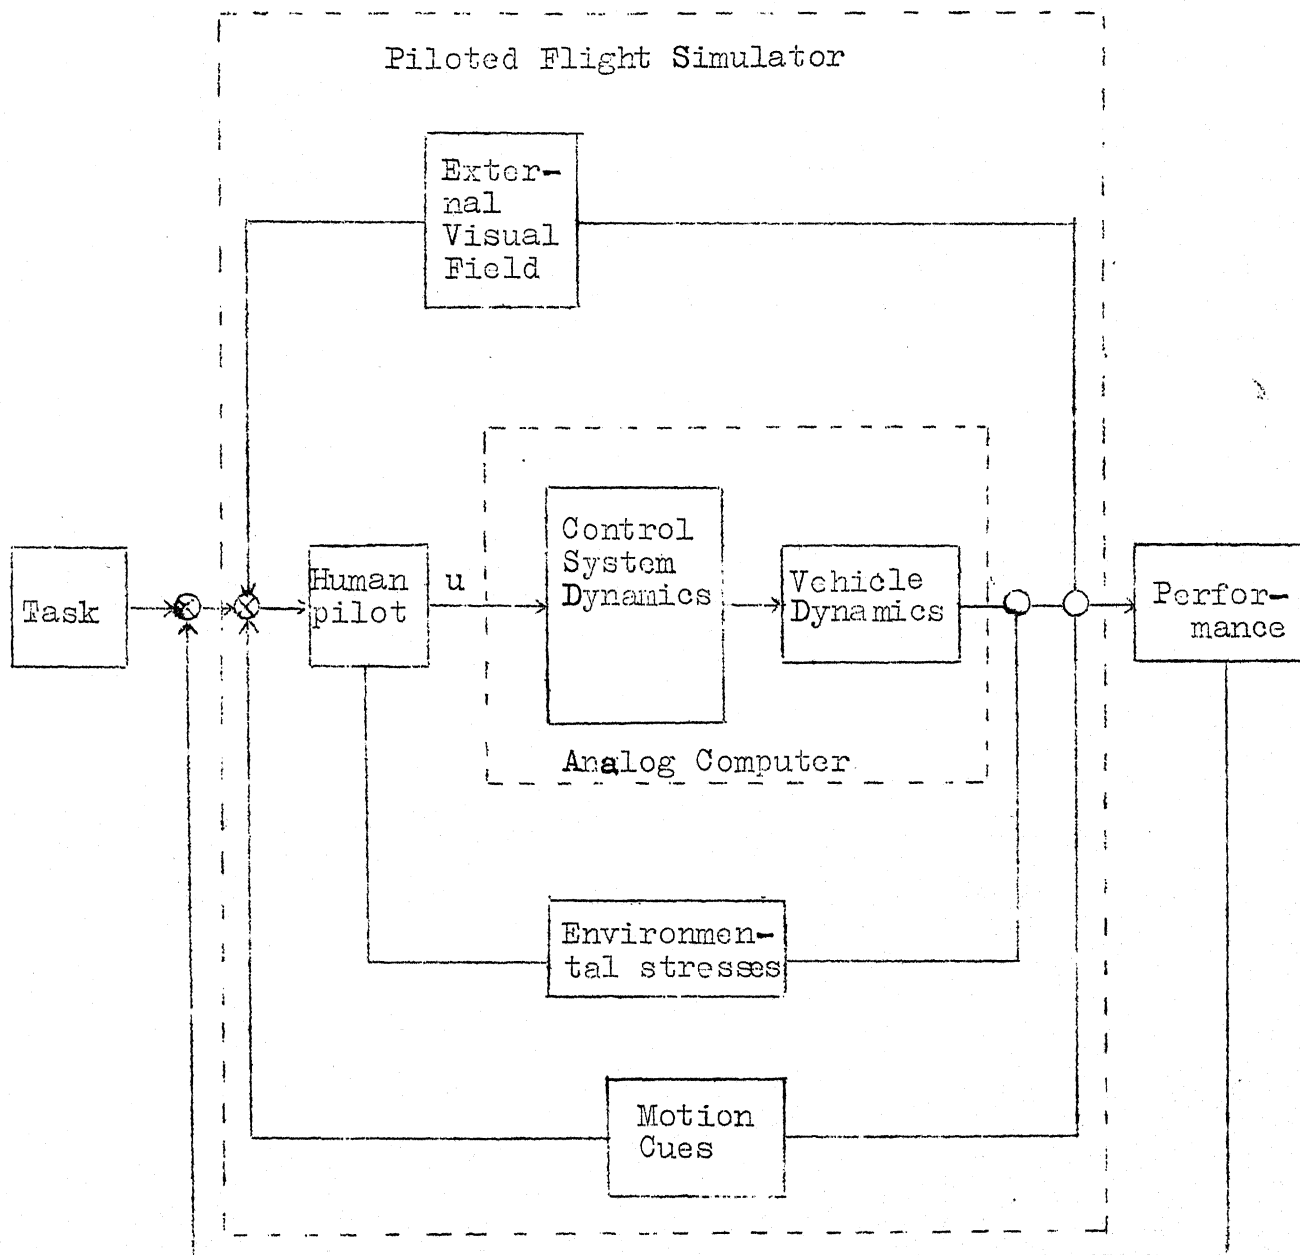 Piloted Flight Simulator
Exter-
nal
Visual
Field
Control
System
Dynamics
Task
Human
pilot
u
Vehicle
Dynamics
Perfor-
mance
Analog Computer
Environmen-
tal stresses
Motion
Cues